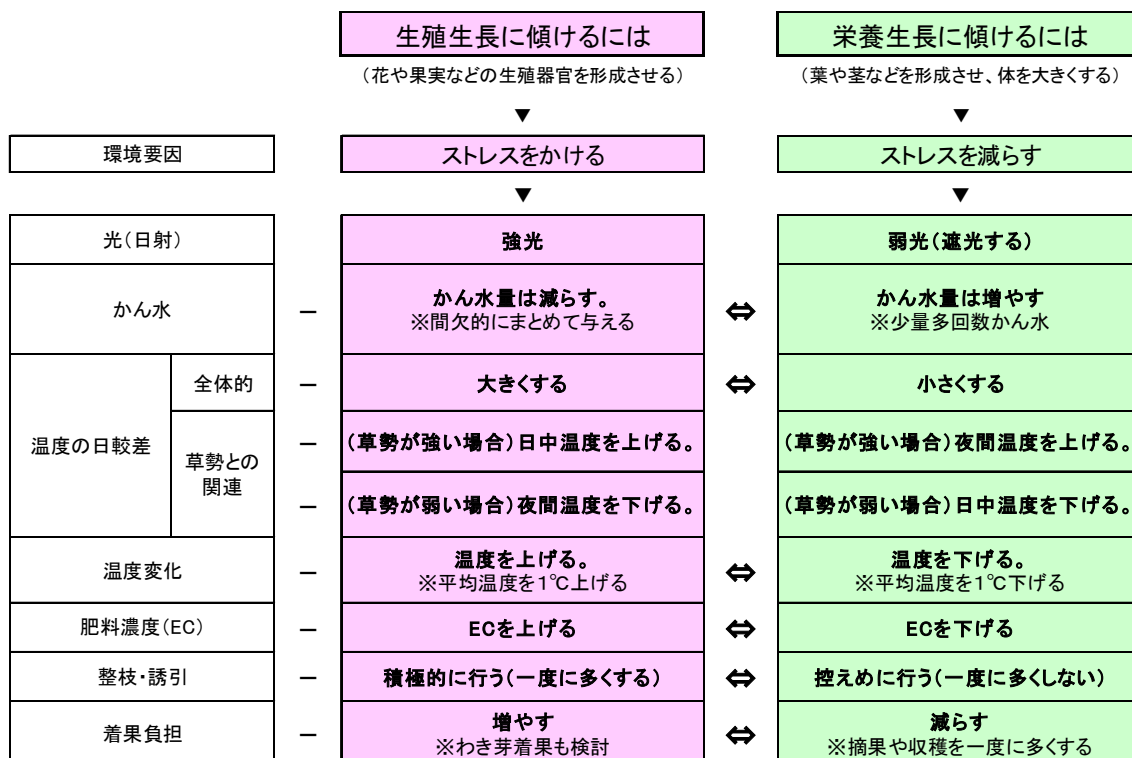 生殖生長に傾けるには
栄養生長に傾けるには
(花や果実などの生殖器官を形成させる)
(葉や茎などを形成させ、体を大きくする)
▼
▼
環境要因
ストレスをかける
ストレスを減らす
▼
▼
光(日射)
強光
弱光(遮光する)
かん水
－
かん水量は減らす。
※間欠的にまとめて与える
⇔
かん水量は増やす
※少量多回数かん水
温度の日較差
全体的
－
大きくする
⇔
小さくする
草勢との
関連
－
(草勢が強い場合)日中温度を上げる。
(草勢が強い場合)夜間温度を上げる。
－
(草勢が弱い場合)夜間温度を下げる。
(草勢が弱い場合)日中温度を下げる。
温度変化
－
温度を上げる。
※平均温度を1℃上げる
⇔
温度を下げる。
※平均温度を1℃下げる
肥料濃度(EC)
－
ECを上げる
⇔
ECを下げる
整枝・誘引
－
積極的に行う(一度に多くする)
⇔
控えめに行う(一度に多くしない)
着果負担
－
増やす
※わき芽着果も検討
⇔
減らす
※摘果や収穫を一度に多くする